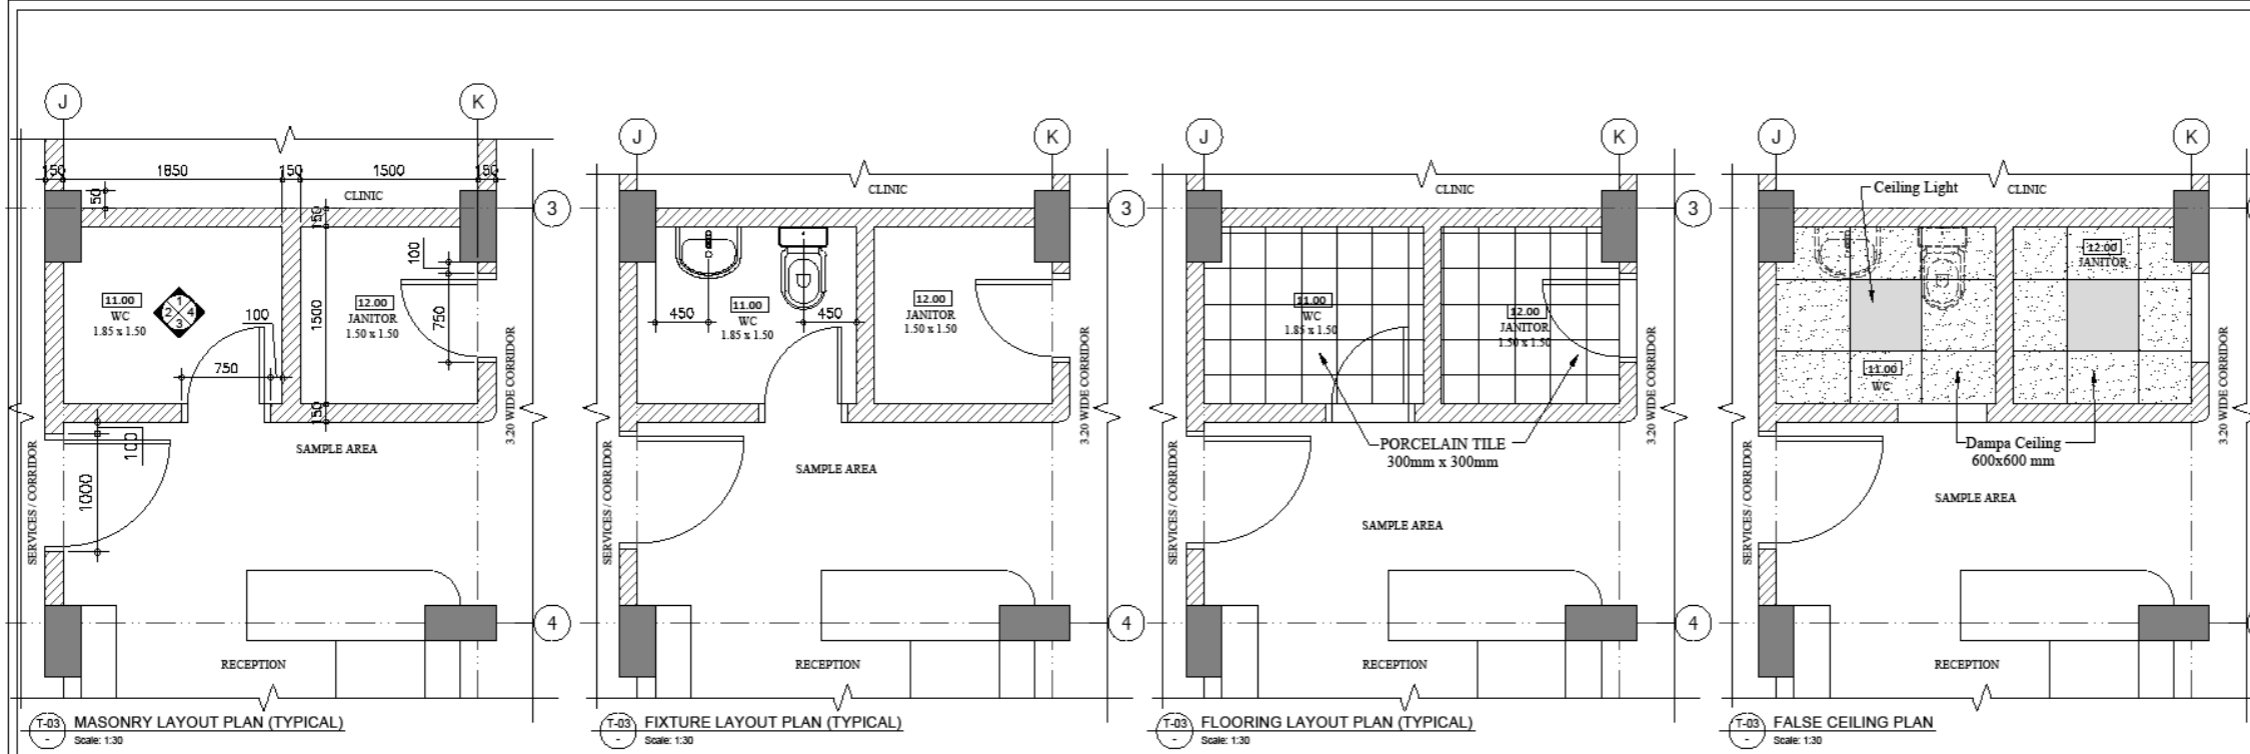 J
K
150
1850
150
1500
150
50
CLINIC
3
150
100
11.00
WC
1.85 x 1.50
1
2
4
3
100
1500
12.00
JANITOR
1.50 x 1.50
750
750
150
SAMPLE AREA
100
1000
SERVICES / CORRIDOR
3.20 WIDE CORRIDOR
4
RECEPTION
T-03
-
MASONRY LAYOUT PLAN (TYPICAL)
Scale: 1:30
J
K
CLINIC
3
450
11.00
WC
1.85 x 1.50
450
12.00
JANITOR
1.50 x 1.50
SAMPLE AREA
SERVICES / CORRIDOR
3.20 WIDE CORRIDOR
4
RECEPTION
T-03
-
FIXTURE LAYOUT PLAN (TYPICAL)
Scale: 1:30
J
K
CLINIC
3
11.00
WC
1.85 x 1.50
12.00
JANITOR
1.50 x 1.50
PORCELAIN TILE
300mm x 300mm
SAMPLE AREA
SERVICES / CORRIDOR
3.20 WIDE CORRIDOR
4
RECEPTION
T-03
-
FLOORING LAYOUT PLAN (TYPICAL)
Scale: 1:30
J
K
Ceiling Light
CLINIC
12.00
JANITOR
11.00
WC
Dampa Ceiling
600x600 mm
SAMPLE AREA
SERVICES / CORRIDOR
3.20 WIDE CORRIDOR
RECEPTION
T-03
-
FALSE CEILING PLAN
Scale: 1:30